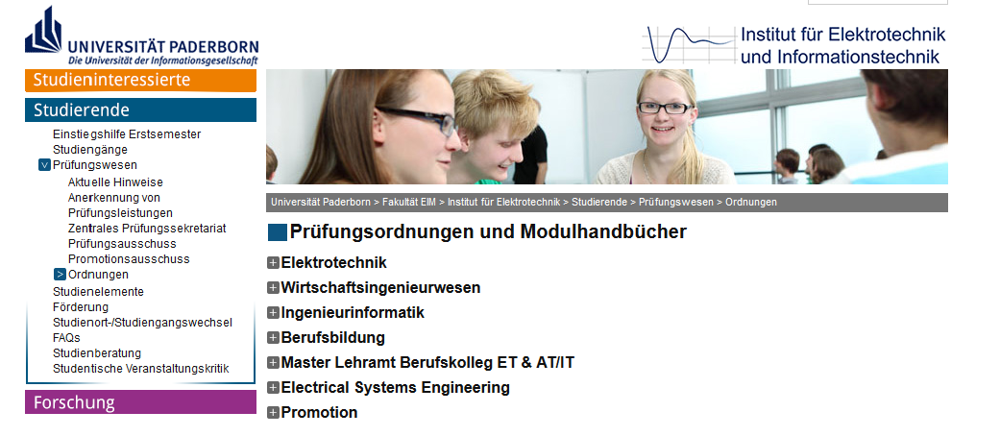 UNIVERSITÄT PADERBORN
Die Universität der Informationsgesellschaft
Institut für Elektrotechnik
und Informationstechnik
Studieninteressierte
Studierende
Einstiegshilfe Erstsemester
Studiengänge
Prüfungswesen
Aktuelle Hinweise
Anerkennung von
Prüfungsleistungen
Zentrales Prüfungssekretariat
Prüfungsausschuss
Promotionsausschuss
Ordnungen
Studienelemente
Förderung
Studienort-/Studiengangswechsel
FAQs
Studienberatung
Studentische Veranstaltungskritik
Forschung
Universität Paderborn > Fakultät EIM > Institut für Elektrotechnik > Studierende > Prüfungswesen > Ordnungen
Prüfungsordnungen und Modulhandbücher
Elektrotechnik
Wirtschaftsingenieurwesen
Ingenieurinformatik
Berufsbildung
Master Lehramt Berufskolleg ET & AT/IT
Electrical Systems Engineering
Promotion